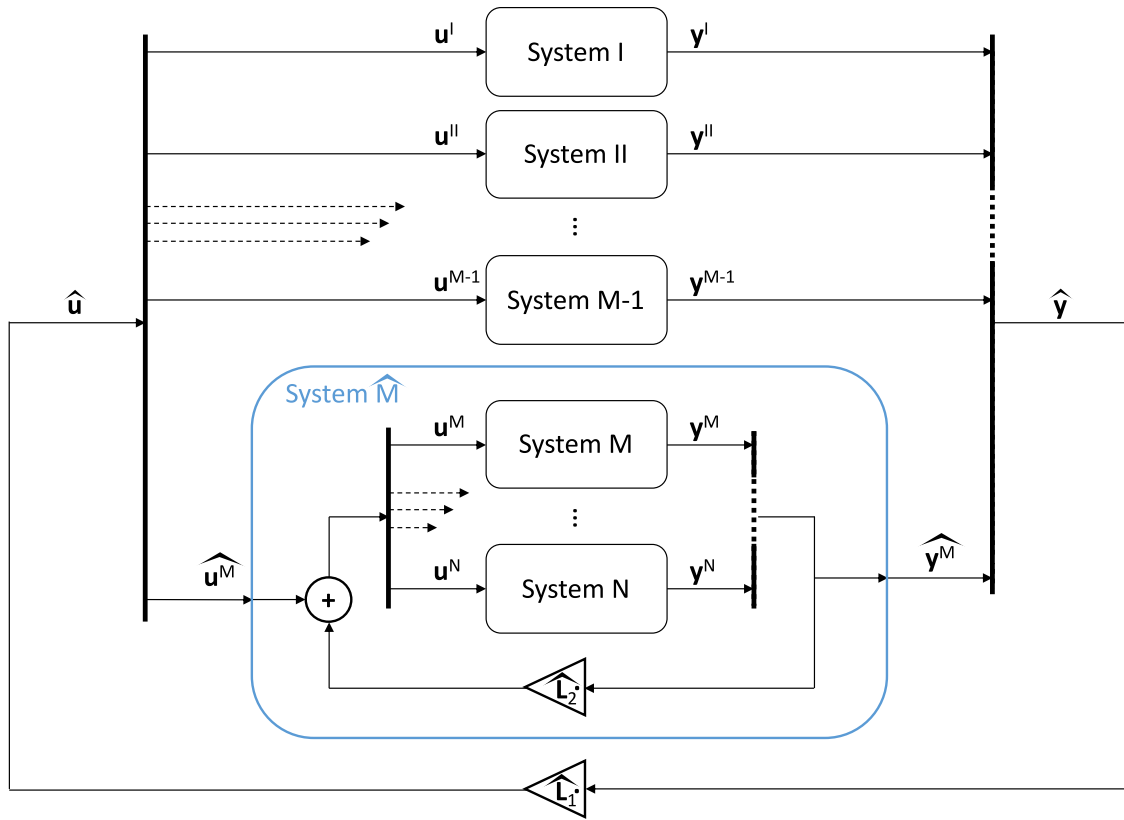 u^I System I y^I
u^II System II y^II
⋮
u^M-1 System M-1 y^M-1
û ŷ
System M̂
u^M System M y^M
⋮
û^M ŷ^M
+ u^N System N y^N
L̂₂·
L̂₁·